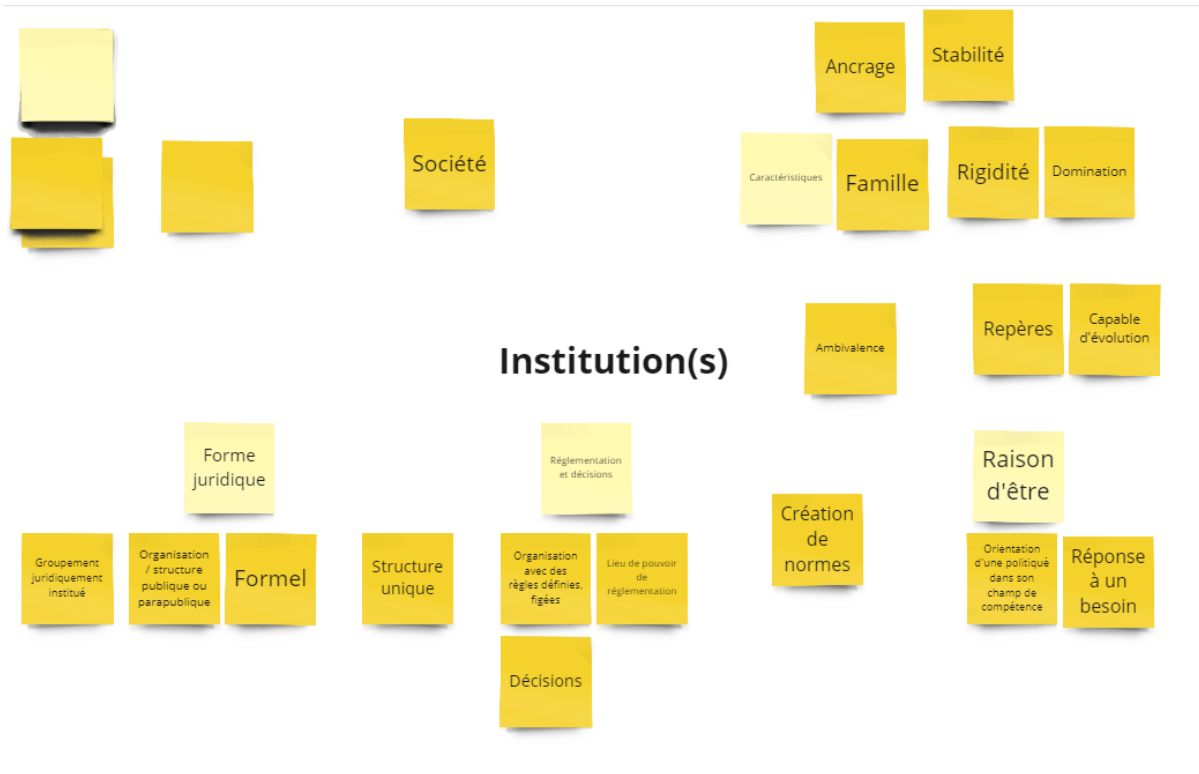 Ancrage
Stabilité
Société
Caractéristiques
Famille
Rigidité
Domination
Ambivalence
Repères
Capable
d'évolution
Institution(s)
Forme
juridique
Groupement
juridiquement
institué
Organisation
/ structure
publique ou
parapublique
Formel
Structure
unique
Réglementation
et décisions
Organisation
avec des
règles définies,
figées
Lieu de pouvoir
de
réglementation
Décisions
Création
de
normes
Raison
d'être
Orientation
d'une politique
dans son
champ de
compétence
Réponse
à un
besoin